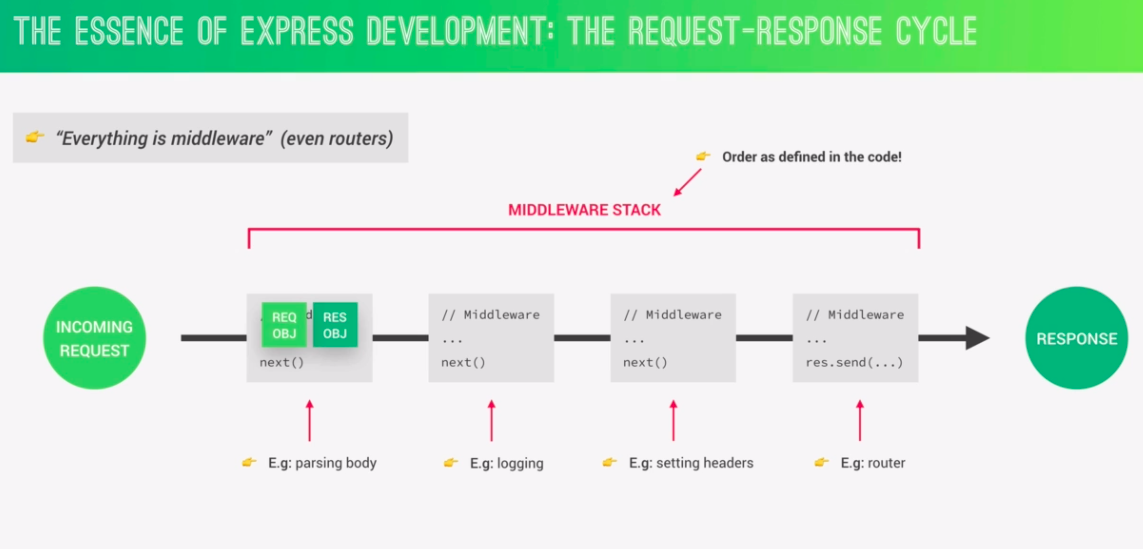 THE ESSENCE OF EXPRESS DEVELOPMENT: THE REQUEST-RESPONSE CYCLE
👉 “Everything is middleware” (even routers)
👉 Order as defined in the code!
MIDDLEWARE STACK
INCOMING
REQUEST
REQ
OBJ
RES
OBJ
next()
// Middleware
...
next()
// Middleware
...
next()
// Middleware
...
res.send(...)
RESPONSE
👉 E.g: parsing body
👉 E.g: logging
👉 E.g: setting headers
👉 E.g: router